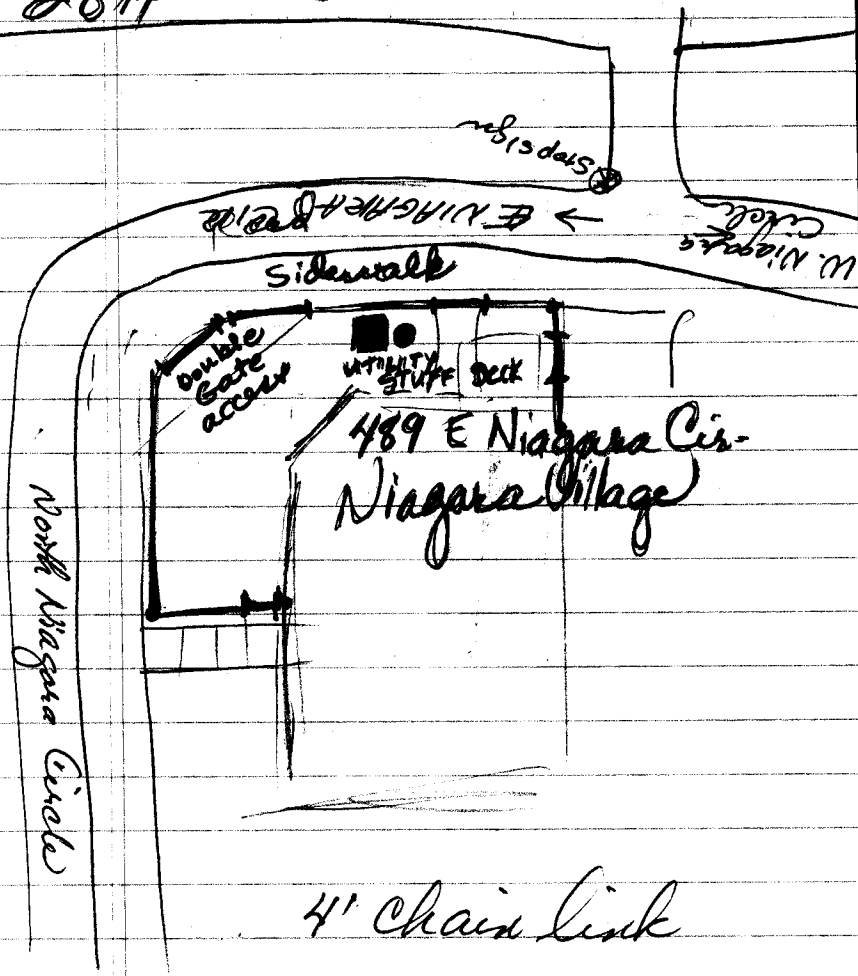 Stop sign
E NIAGARA
W. Niagara
Circle
Sidewalk
Double
Gate
access
UTILITY
STUFF
Deck
489 E Niagara Cir.
Niagara Village
North Niagara Circle
4' chain link